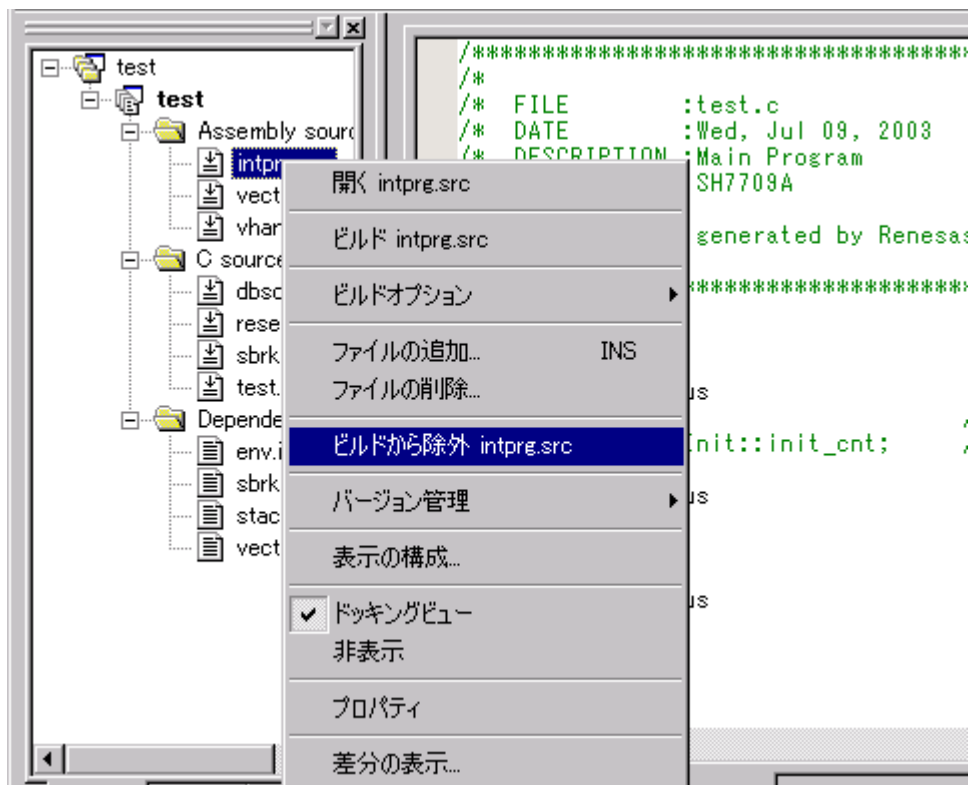 test
test
Assembly sourc
intpr
vect
vhar
C source
dbsc
rese
sbrk
test.
Depende
env.i
sbrk
stac
vect
開く intprg.src
ビルド intprg.src
ビルドオプション
ファイルの追加... INS
ファイルの削除...
ビルドから除外 intprg.src
バージョン管理
表示の構成...
ドッキングビュー
非表示
プロパティ
差分の表示...
/****************************************
/*
/* FILE :test.c
/* DATE :Wed, Jul 09, 2003
/* DESCRIPTION :Main Program
SH7709A
generated by Renesas
****************
us
Init::init_cnt; /
us
us